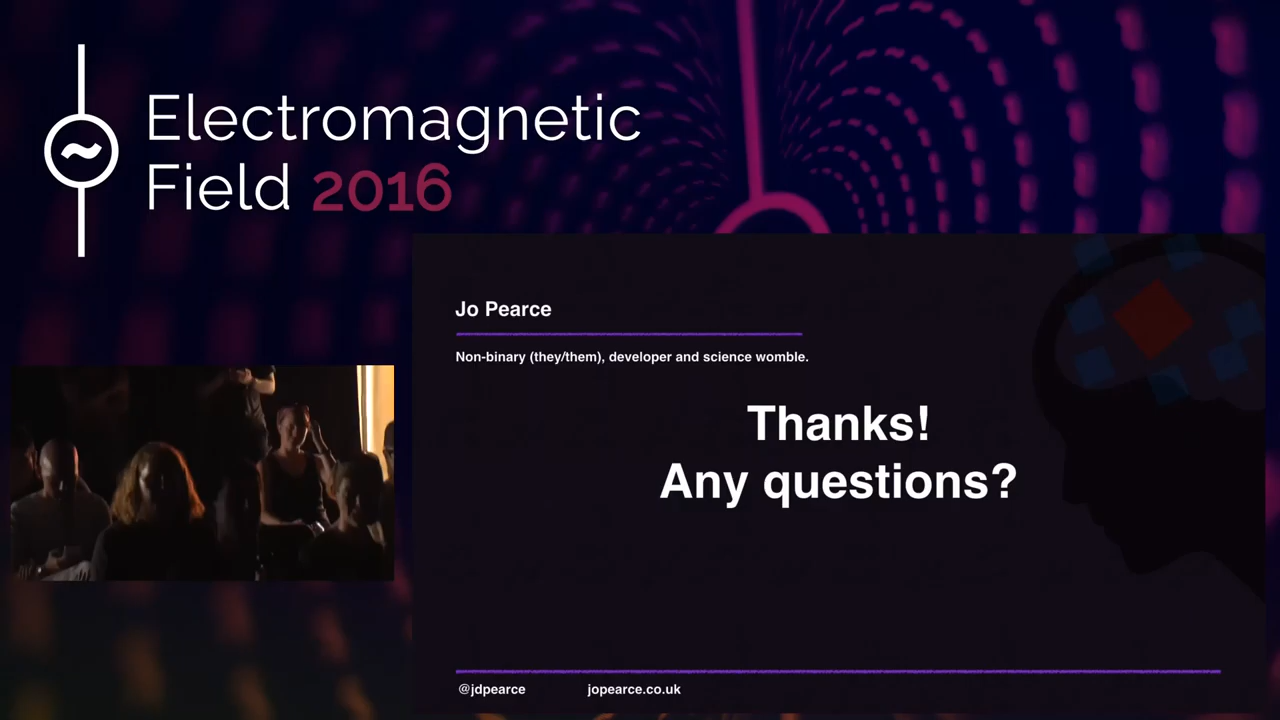 Electromagnetic
Field 2016
Jo Pearce
Non-binary (they/them), developer and science womble.
Thanks!
Any questions?
@jdpearce jopearce.co.uk